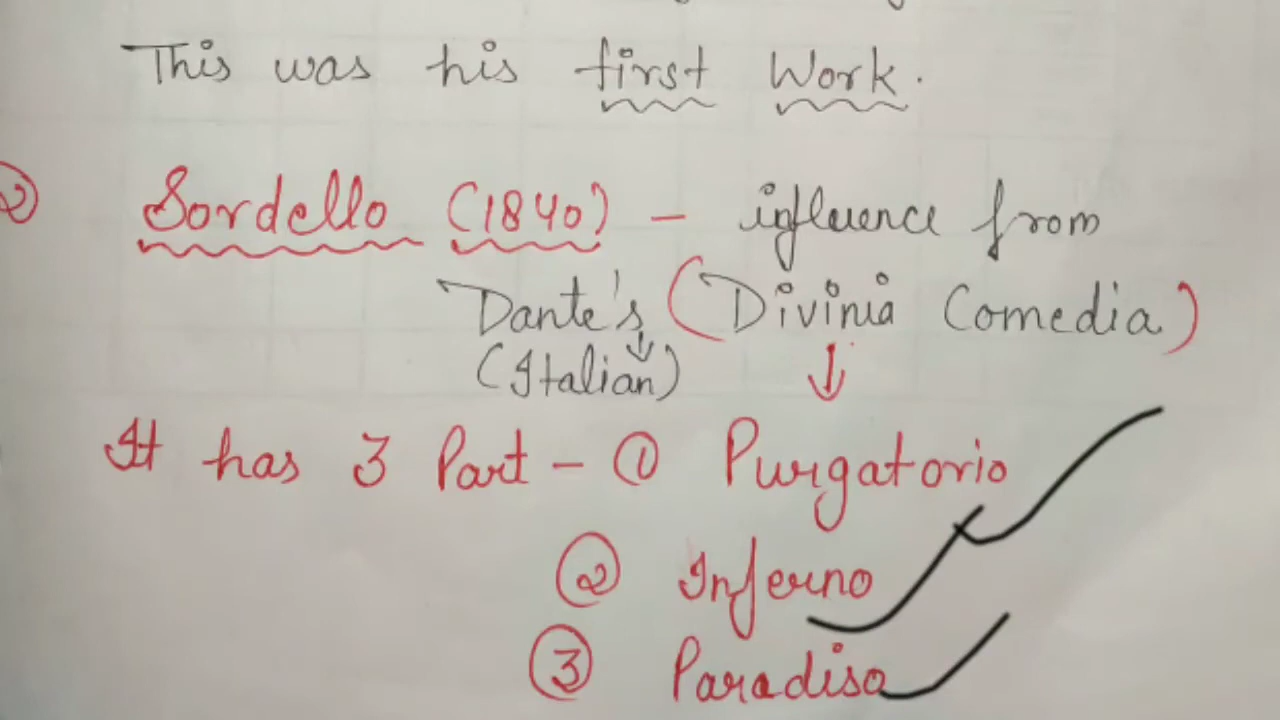 This was his first Work.
② Sordello (1840) - influence from
Dante's (Divinia Comedia)
↓ ↓
(Italian)
It has 3 Part - ① Purgatorio
② Inferno
③ Paradiso